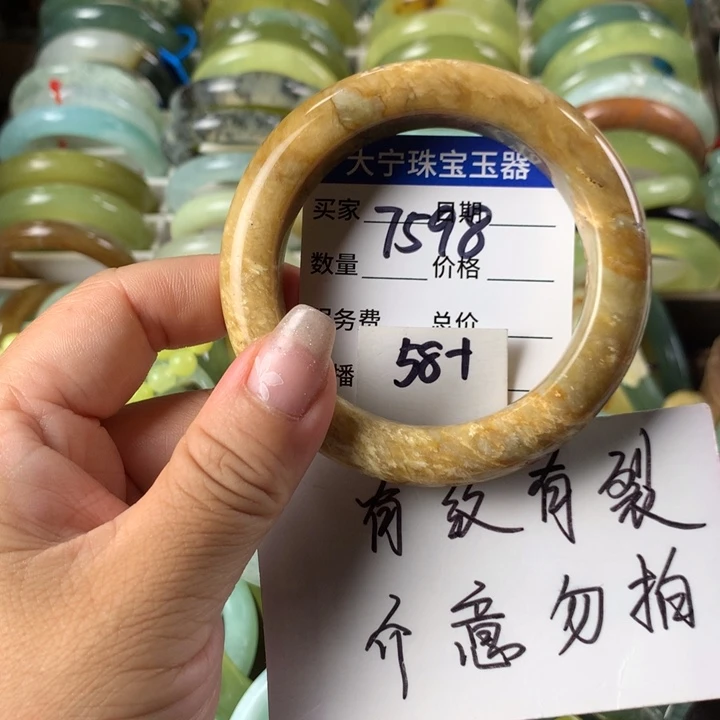 大宁珠宝玉器
买家 7598 日期
数量 价格
务费 总价
播 58+
有纹有裂
介意勿拍